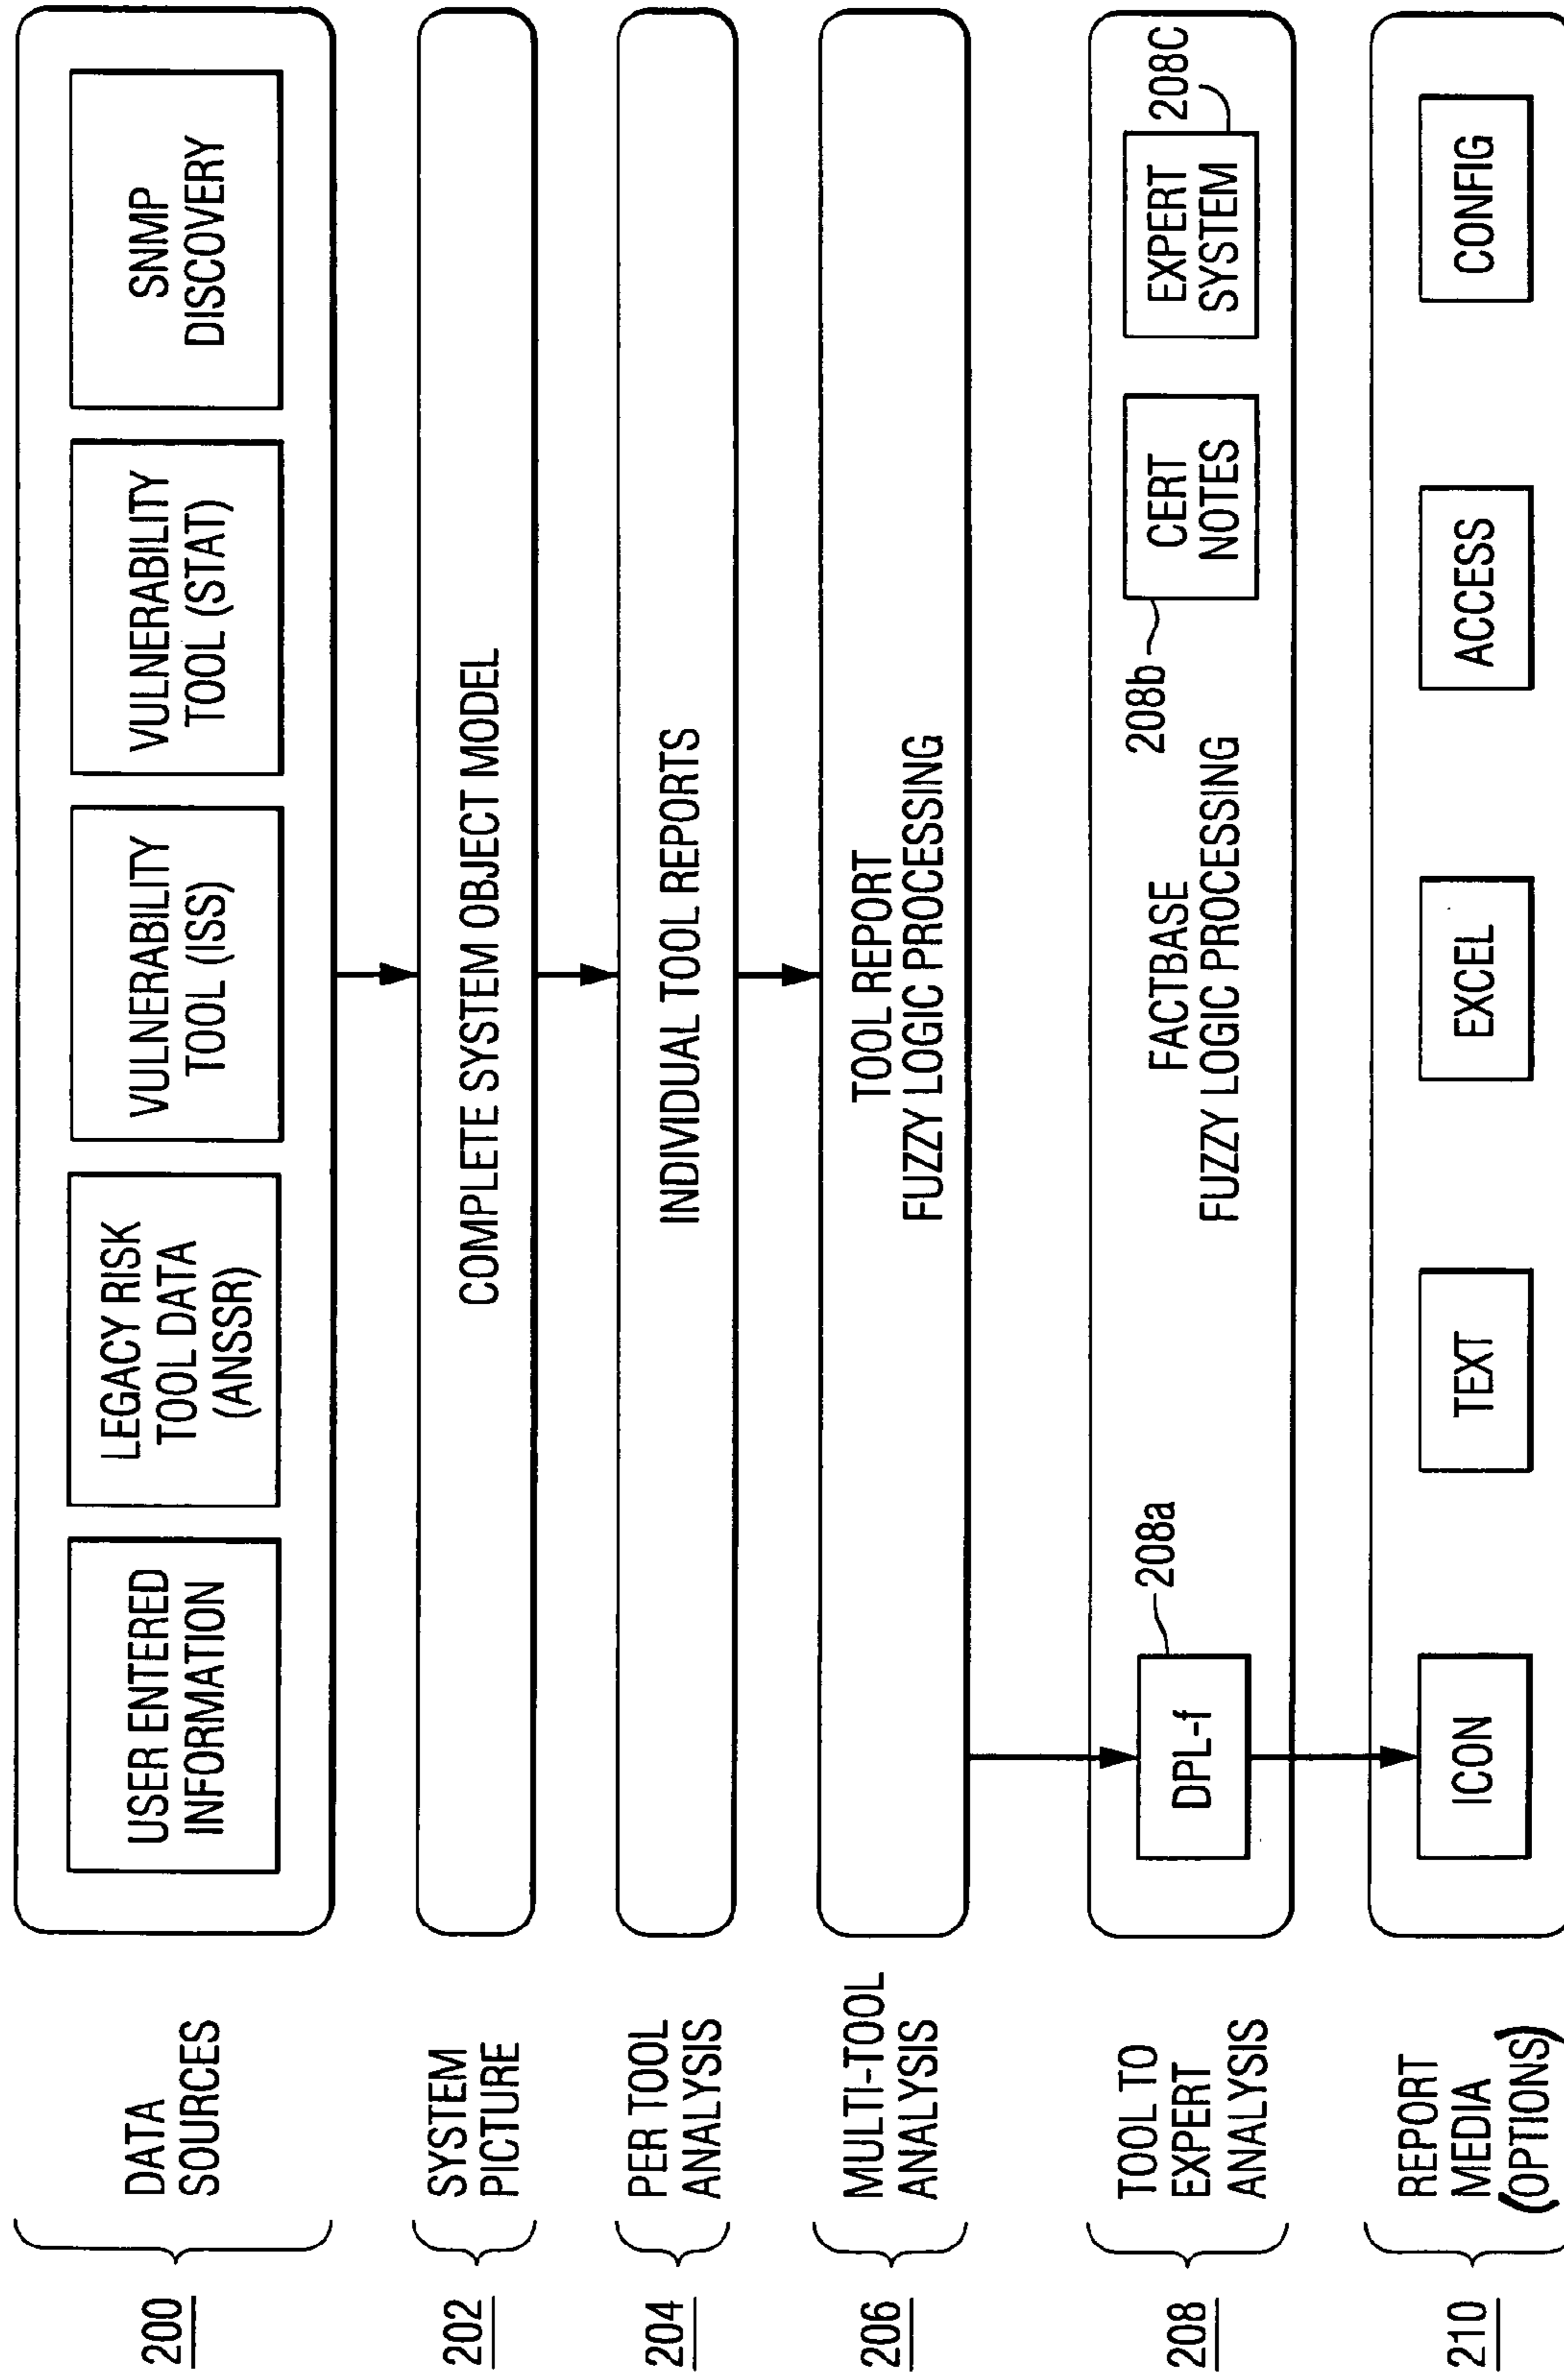 200
DATA
SOURCES
USER ENTERED
INFORMATION
LEGACY RISK
TOOL DATA
(ANSSR)
VULNERABILITY
TOOL (ISS)
VULNERABILITY
TOOL (STAT)
SNMP
DISCOVERY
202
SYSTEM
PICTURE
COMPLETE SYSTEM OBJECT MODEL
204
PER TOOL
ANALYSIS
INDIVIDUAL TOOL REPORTS
206
MULTI-TOOL
ANALYSIS
TOOL REPORT
FUZZY LOGIC PROCESSING
208
TOOL TO
EXPERT
ANALYSIS
DPL-f
208a
FACTBASE
FUZZY LOGIC PROCESSING
208b
CERT
NOTES
EXPERT
SYSTEM
208C
210
REPORT
MEDIA
(OPTIONS)
ICON
TEXT
EXCEL
ACCESS
CONFIG